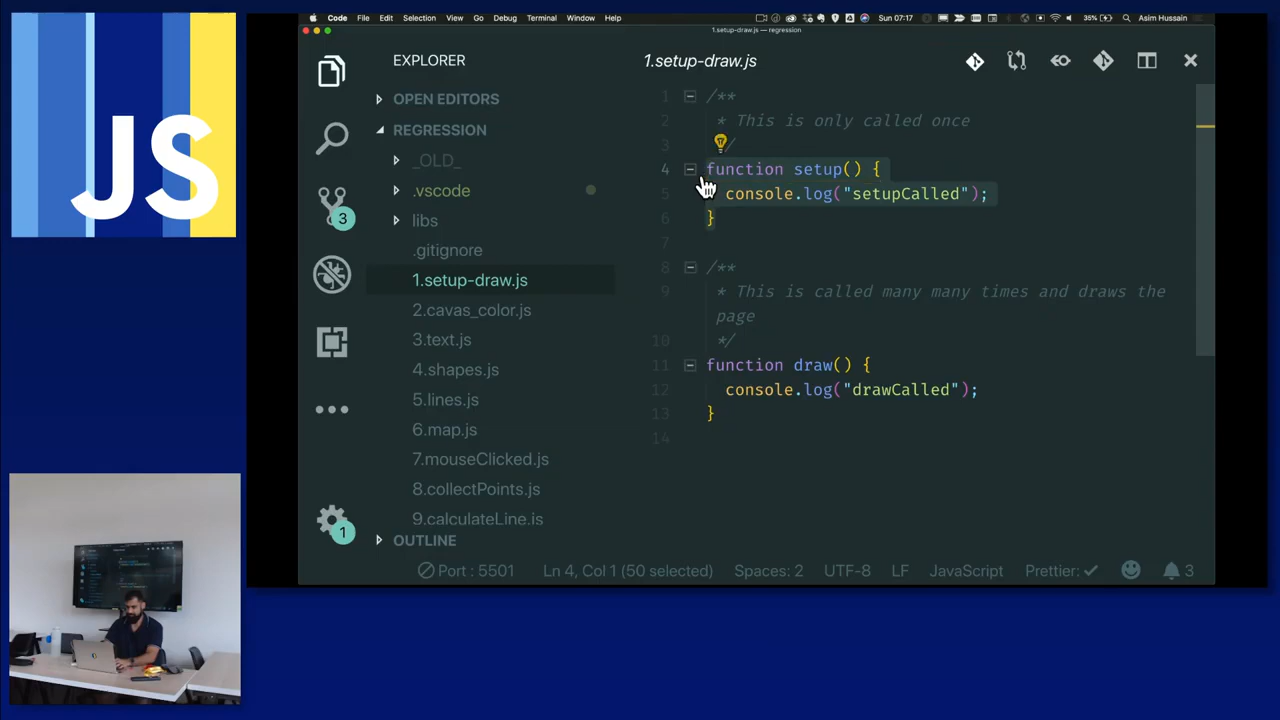 JS
Code File Edit Selection View Go Debug Terminal Window Help Sun 07:17 35% Asim Hussain
1.setup-draw.js — regression
EXPLORER
OPEN EDITORS
REGRESSION
_OLD_
.vscode
libs
.gitignore
1.setup-draw.js
2.cavas_color.js
3.text.js
4.shapes.js
5.lines.js
6.map.js
7.mouseClicked.js
8.collectPoints.js
9.calculateLine.js
OUTLINE
3
1
1.setup-draw.js
1 /**
2 * This is only called once
3 */
4 function setup() {
5 console.log("setupCalled");
6 }
7
8 /**
9 * This is called many many times and draws the
page
10 */
11 function draw() {
12 console.log("drawCalled");
13 }
14
Port : 5501 Ln 4, Col 1 (50 selected) Spaces: 2 UTF-8 LF JavaScript Prettier: ✓ 3